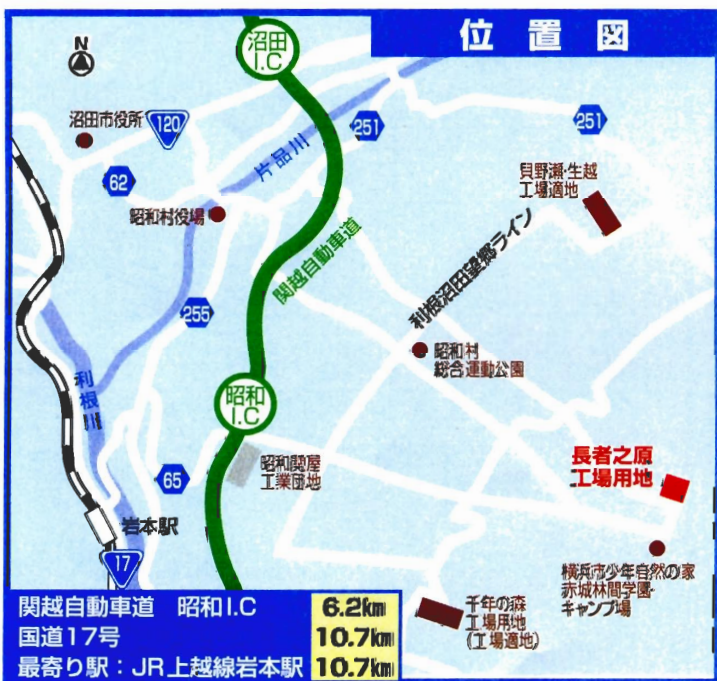 位置図
N
沼田
I.C
沼田市役所
120
251
251
片品川
62
貝野瀬・生越
工場適地
昭和村役場
関越自動車道
利根沼田望郷ライン
255
昭和村
総合運動公園
利根川
昭和
I.C
長者之原
工場用地
昭和関屋
工業団地
65
岩本駅
17
横浜市少年自然の家
赤城林間学園
キャンプ場
千年の森
工場用地
(工場適地)
関越自動車道 昭和I.C 6.2km
国道17号 10.7km
最寄り駅：JR上越線岩本駅 10.7km